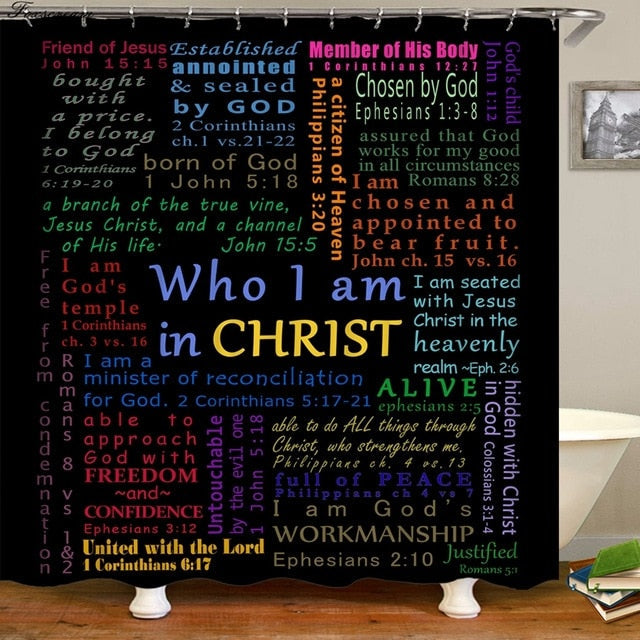 Friend of Jesus
John 15:15
Established
annointed
& sealed
by GOD
2 Corinthians
ch.1 vs.21-22
Member of His Body
1 Corinthians 12:27
God's child
John 1:12
bought
with
a price.
I belong
to God
1 Corinthians
6:19-20
Chosen by God
Ephesians 1:3-8
a citizen of Heaven
Philippians 3:20
assured that God
works for my good
in all circumstances
Romans 8:28
born of God
1 John 5:18
I am
chosen and
appointed to
bear fruit.
John ch. 15 vs. 16
a branch of the true vine,
Jesus Christ, and a channel
of His life.
John 15:5
Free from condemnation
Romans 8 vs 1&2
I am
God's
temple
1 Corinthians
ch. 3 vs. 16
Who I am
in CHRIST
I am seated
with Jesus
Christ in the
heavenly
realm ~Eph. 2:6
I am a
minister of reconciliation
for God. 2 Corinthians 5:17-21
ALIVE
ephesians 2:5
hidden with Christ
in God Colossians 3:1-4
able to
approach
God with
FREEDOM
~and~
CONFIDENCE
Ephesians 3:12
Untouchable
by the evil one
1 John 5:18
able to do ALL things through
Christ, who strengthens me.
Philippians ch. 4 vs.13
full of PEACE
Philippians ch 4 vs 7
I am God's
WORKMANSHIP
Ephesians 2:10
United with the Lord
1 Corinthians 6:17
Justified
Romans 5:1